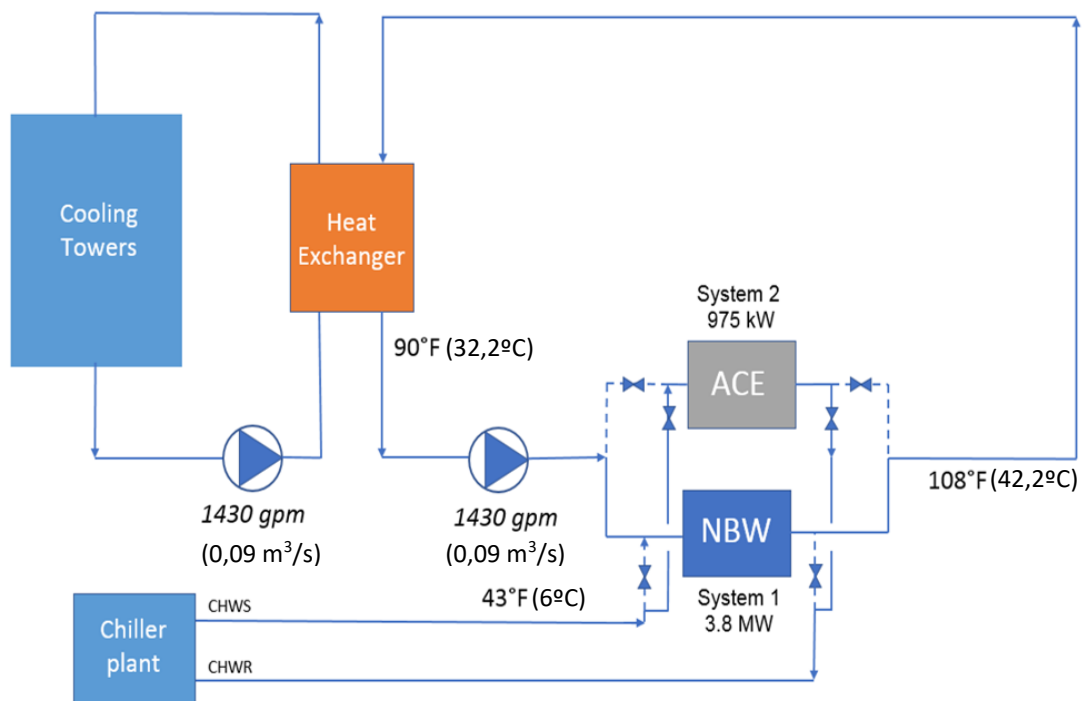 Cooling
Towers
Heat
Exchanger
90°F (32,2ºC)
System 2
975 kW
ACE
108°F (42,2ºC)
1430 gpm
(0,09 m³/s)
1430 gpm
(0,09 m³/s)
NBW
System 1
3.8 MW
43°F (6ºC)
Chiller
plant
CHWS
CHWR